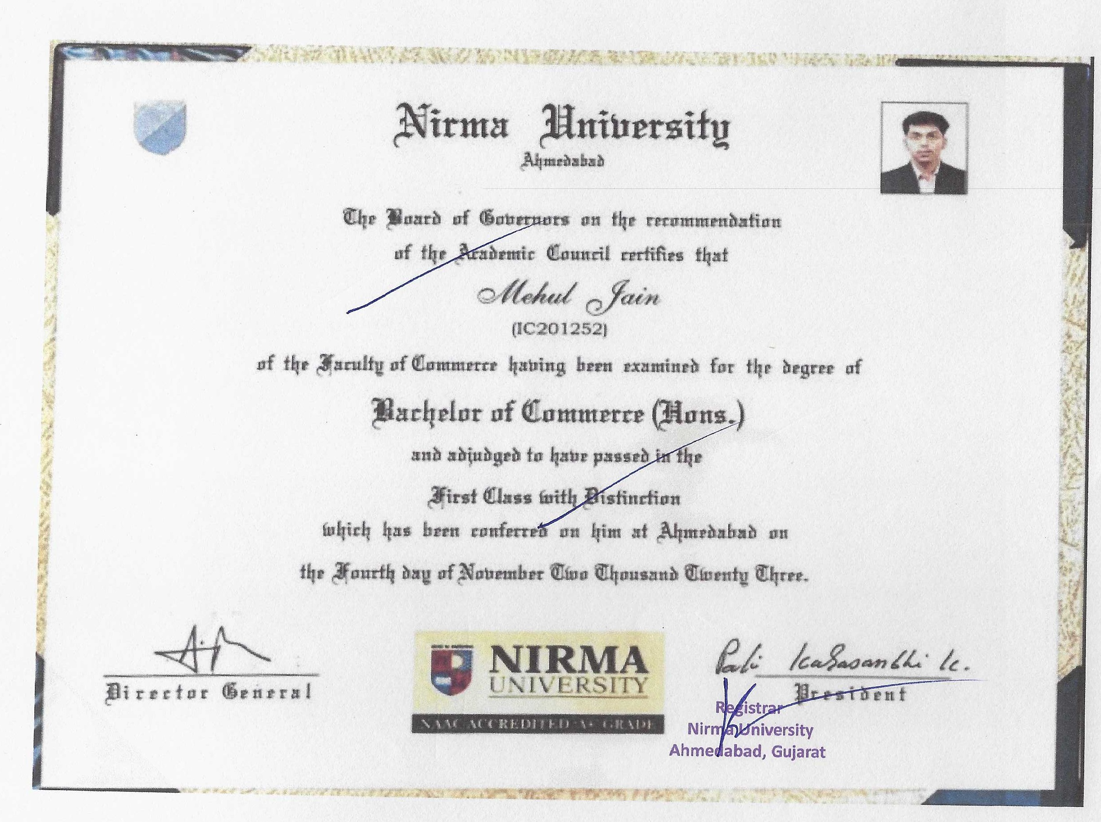 Nirma University
Ahmedabad
The Board of Governors on the recommendation
of the Academic Council certifies that
Mehul Jain
(IC201252)
of the Faculty of Commerce having been examined for the degree of
Bachelor of Commerce (Hons.)
and adjudged to have passed in the
First Class with Distinction
which has been conferred on him at Ahmedabad on
the Fourth day of November Two Thousand Twenty Three.
Director General
NIRMA
UNIVERSITY
NAAC ACCREDITED 'A+' GRADE
President
Registrar
Nirma University
Ahmedabad, Gujarat